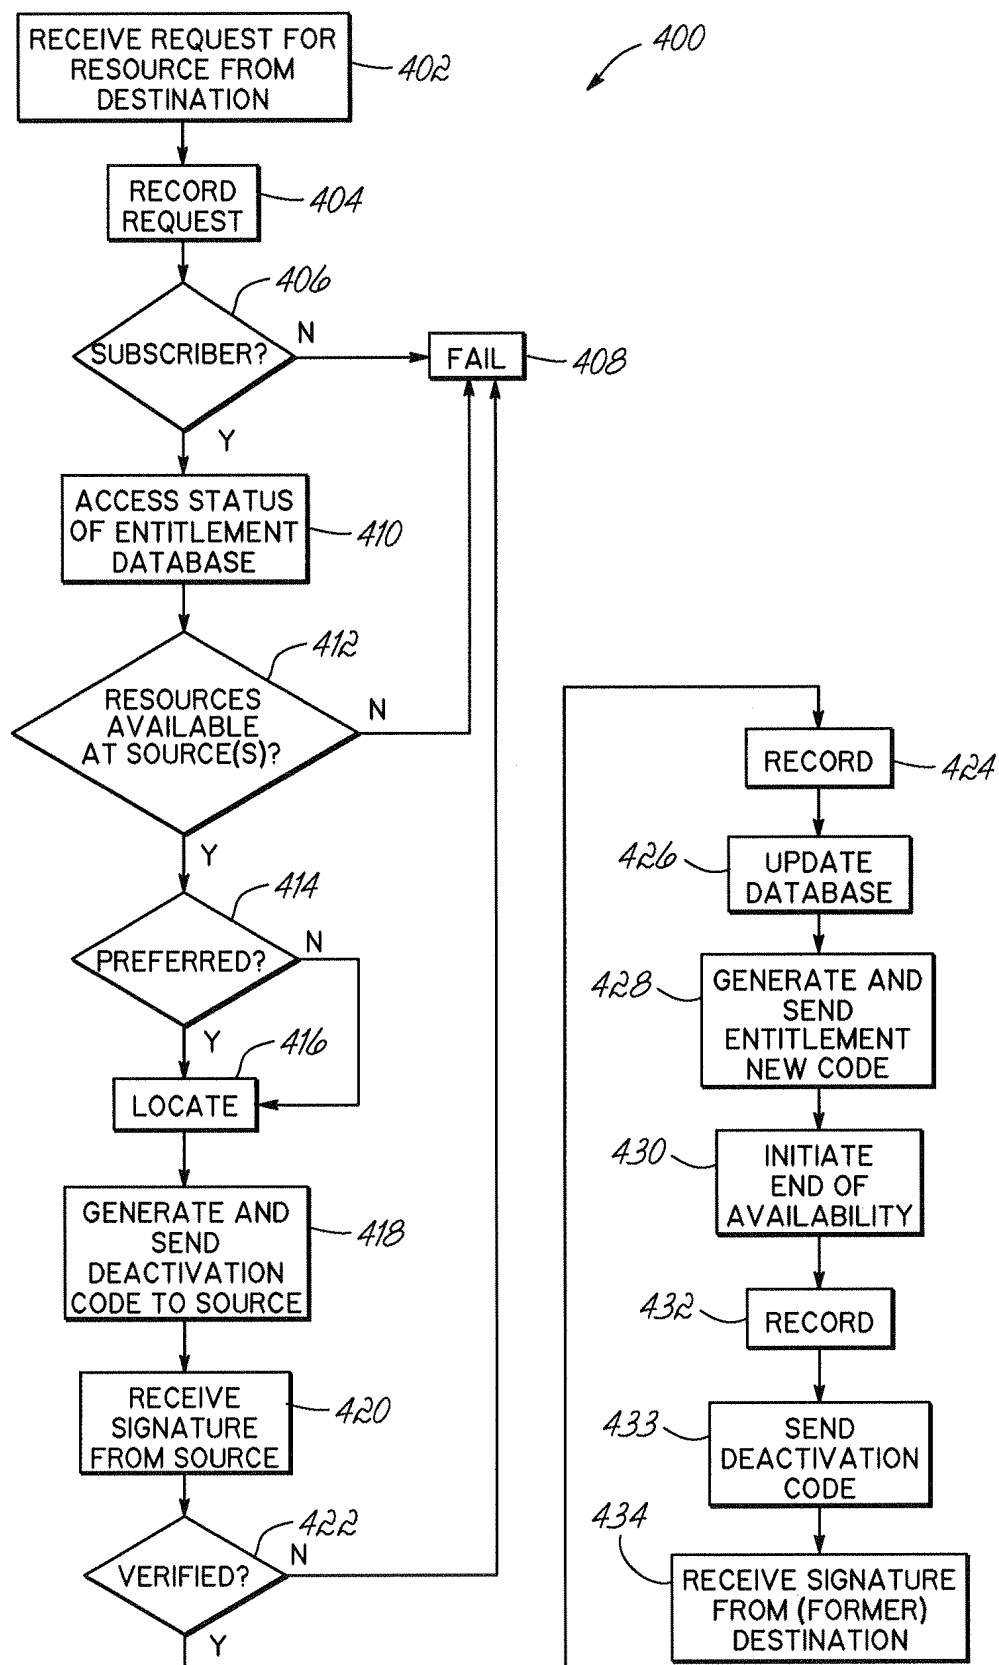 400
RECEIVE REQUEST FOR
RESOURCE FROM
DESTINATION
402
RECORD
REQUEST
404
406
SUBSCRIBER?
N
Y
FAIL
408
ACCESS STATUS
OF ENTITLEMENT
DATABASE
410
412
RESOURCES
AVAILABLE
AT SOURCE(S)?
N
Y
414
PREFERRED?
N
Y
416
LOCATE
GENERATE AND
SEND
DEACTIVATION
CODE TO SOURCE
418
RECEIVE
SIGNATURE
FROM SOURCE
420
422
VERIFIED?
N
Y
RECORD
424
426
UPDATE
DATABASE
428
GENERATE AND
SEND
ENTITLEMENT
NEW CODE
430
INITIATE
END OF
AVAILABILITY
432
RECORD
433
SEND
DEACTIVATION
CODE
434
RECEIVE SIGNATURE
FROM (FORMER)
DESTINATION